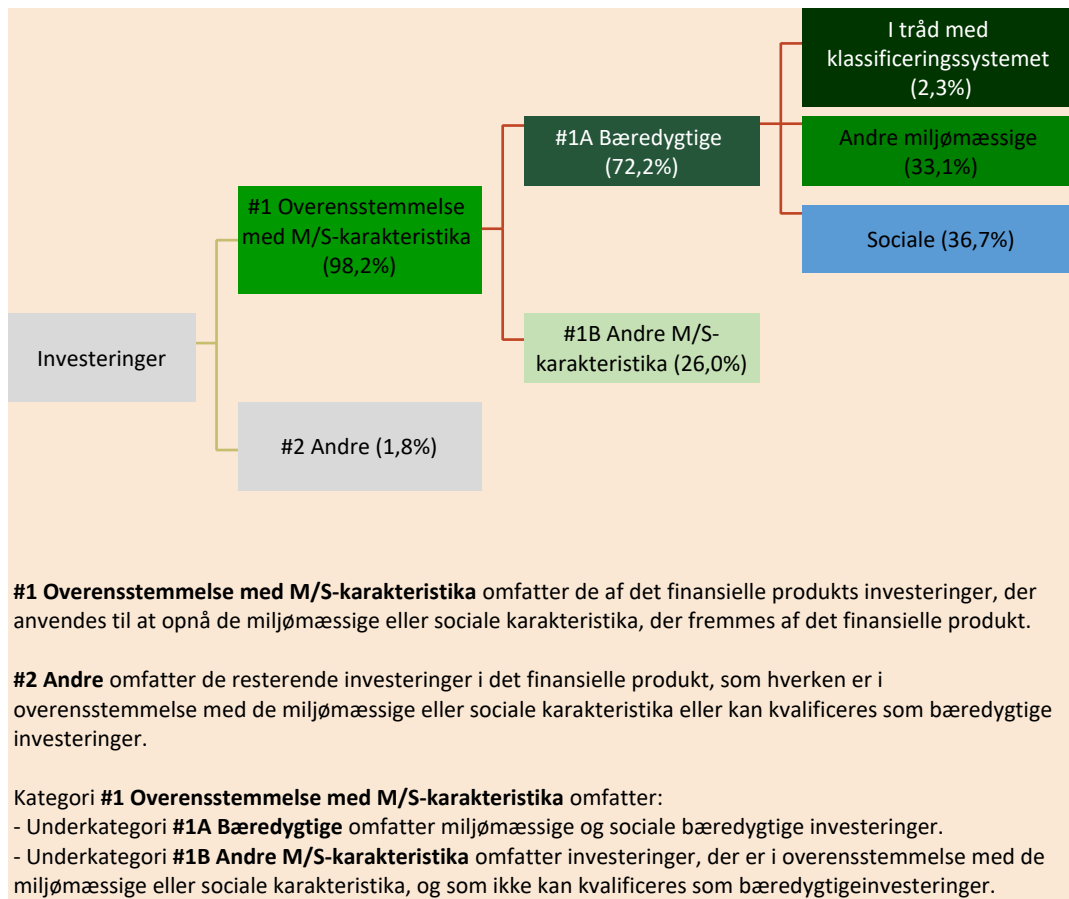 I tråd med
klassificeringssystemet
(2,3%)
#1A Bæredygtige
(72,2%)
Andre miljømæssige
(33,1%)
#1 Overensstemmelse
med M/S-karakteristika
(98,2%)
Sociale (36,7%)
Investeringer
#1B Andre M/S-
karakteristika (26,0%)
#2 Andre (1,8%)
#1 Overensstemmelse med M/S-karakteristika omfatter de af det finansielle produkts investeringer, der
anvendes til at opnå de miljømæssige eller sociale karakteristika, der fremmes af det finansielle produkt.
#2 Andre omfatter de resterende investeringer i det finansielle produkt, som hverken er i
overensstemmelse med de miljømæssige eller sociale karakteristika eller kan kvalificeres som bæredygtige
investeringer.
Kategori #1 Overensstemmelse med M/S-karakteristika omfatter:
- Underkategori #1A Bæredygtige omfatter miljømæssige og sociale bæredygtige investeringer.
- Underkategori #1B Andre M/S-karakteristika omfatter investeringer, der er i overensstemmelse med de
miljømæssige eller sociale karakteristika, og som ikke kan kvalificeres som bæredygtigeinvesteringer.